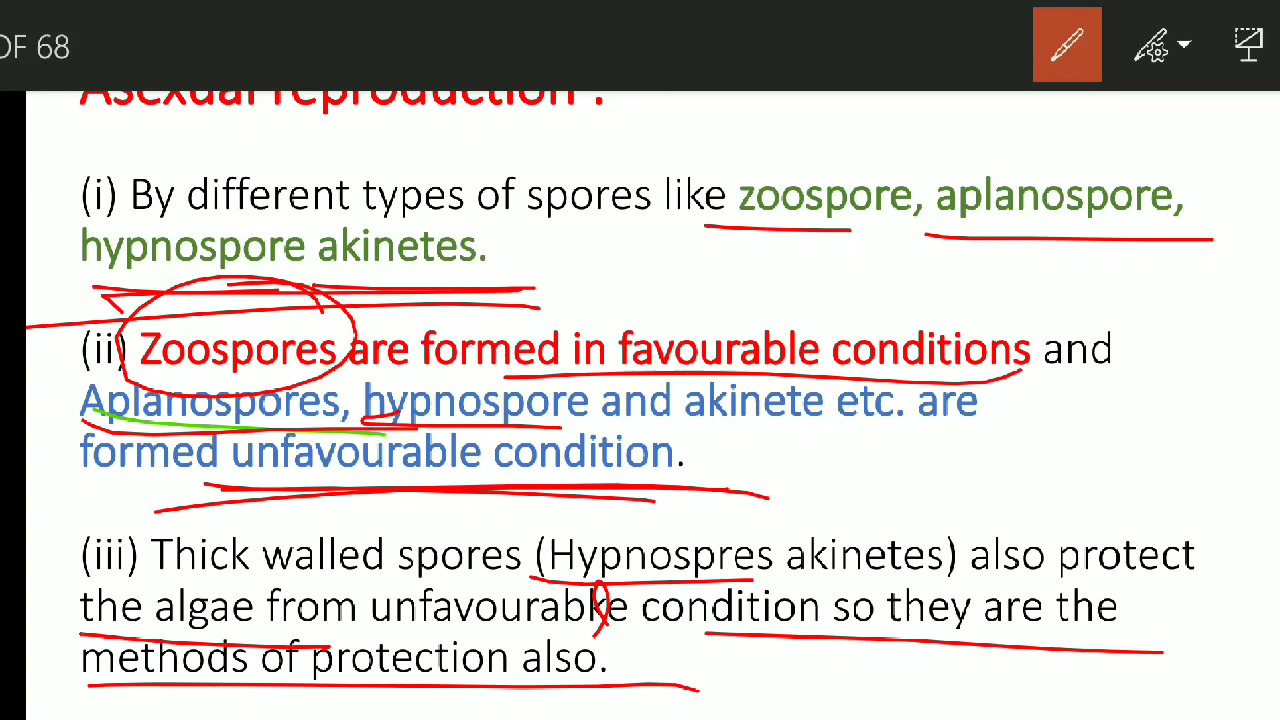 DF 68
Asexual reproduction :
(i) By different types of spores like zoospore, aplanospore,
hypnospore akinetes.
(ii) Zoospores are formed in favourable conditions and
Aplanospores, hypnospore and akinete etc. are
formed unfavourable condition.
(iii) Thick walled spores (Hypnospres akinetes) also protect
the algae from unfavourable condition so they are the
methods of protection also.